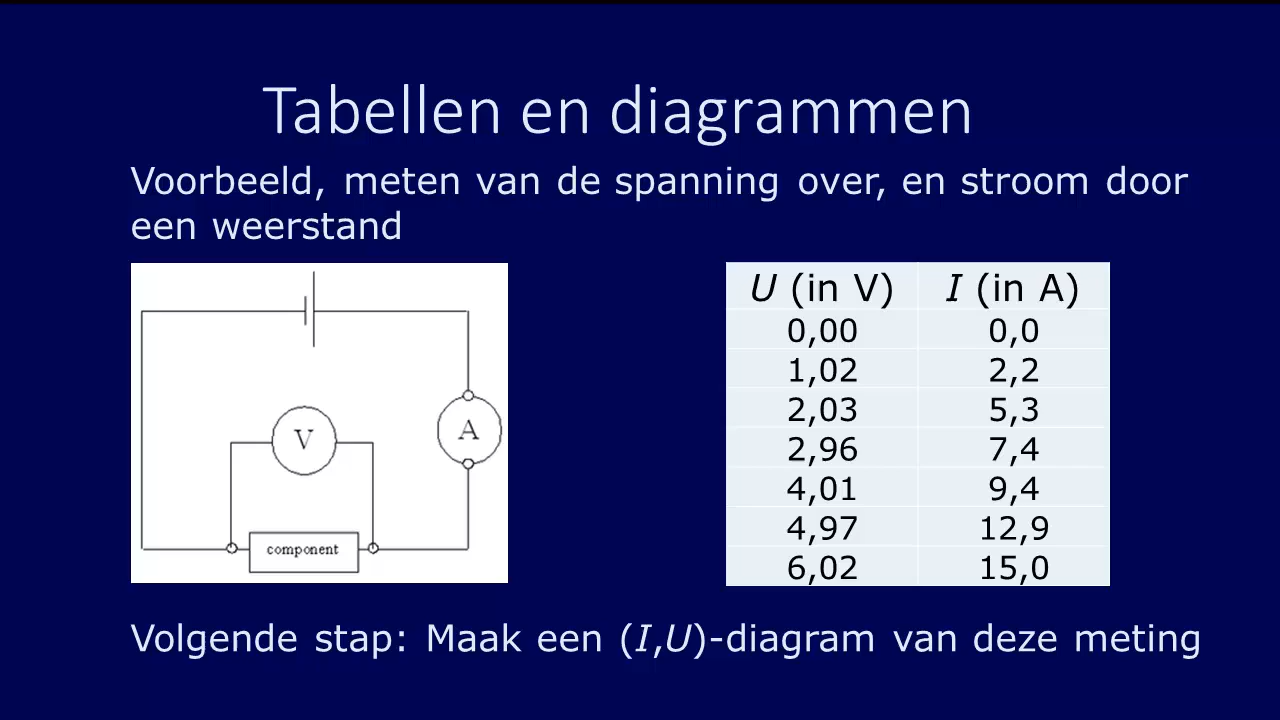 Tabellen en diagrammen
Voorbeeld, meten van de spanning over, en stroom door
een weerstand
V
A
component
U (in V) I (in A)
0,00 0,0
1,02 2,2
2,03 5,3
2,96 7,4
4,01 9,4
4,97 12,9
6,02 15,0
Volgende stap: Maak een (I,U)-diagram van deze meting